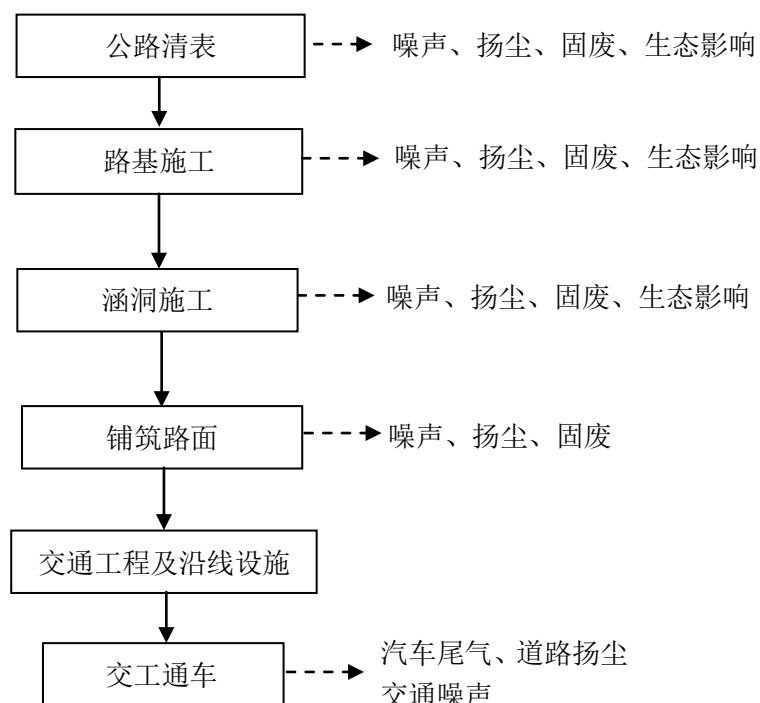 公路清表
噪声、扬尘、固废、生态影响
路基施工
噪声、扬尘、固废、生态影响
涵洞施工
噪声、扬尘、固废、生态影响
铺筑路面
噪声、扬尘、固废
交通工程及沿线设施
交工通车
汽车尾气、道路扬尘
交通噪声